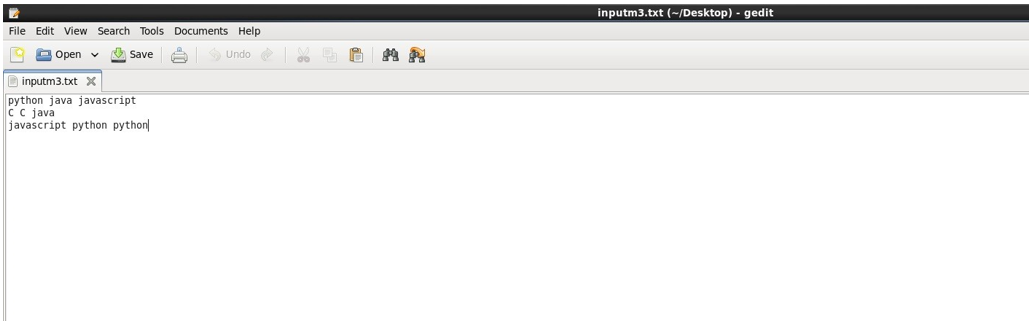 inputm3.txt (~/Desktop) - gedit
File Edit View Search Tools Documents Help
Open Save Undo
inputm3.txt
python java javascript
C C java
javascript python python